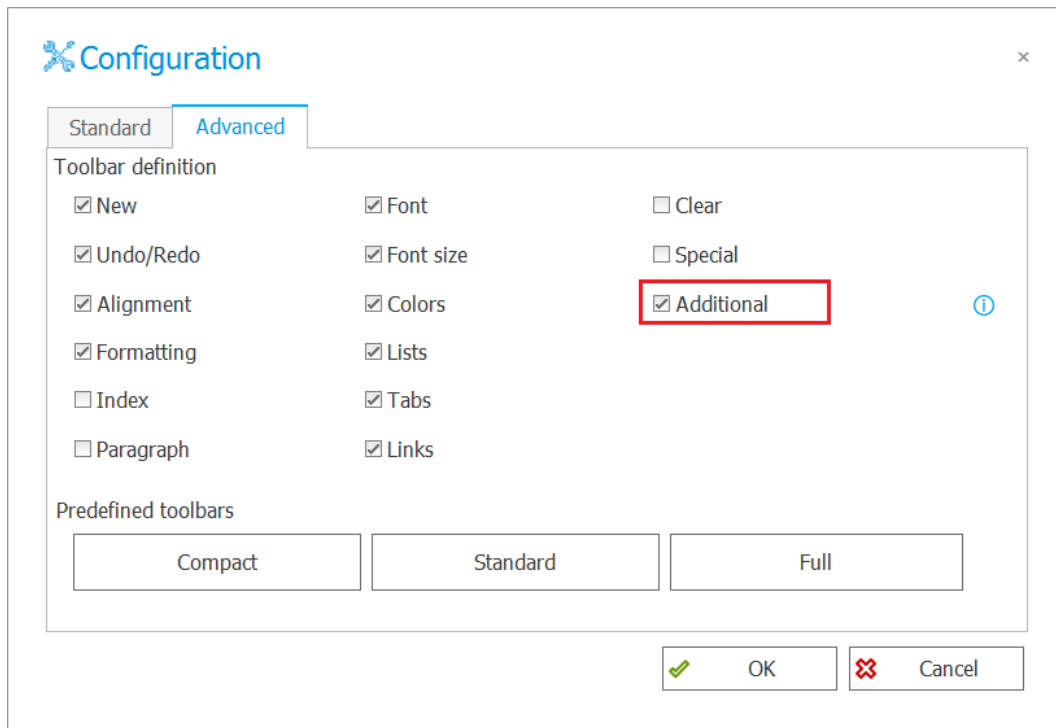 Configuration
Standard Advanced
Toolbar definition
New Font Clear
Undo/Redo Font size Special
Alignment Colors Additional
Formatting Lists
Index Tabs
Paragraph Links
Predefined toolbars
Compact Standard Full
OK Cancel